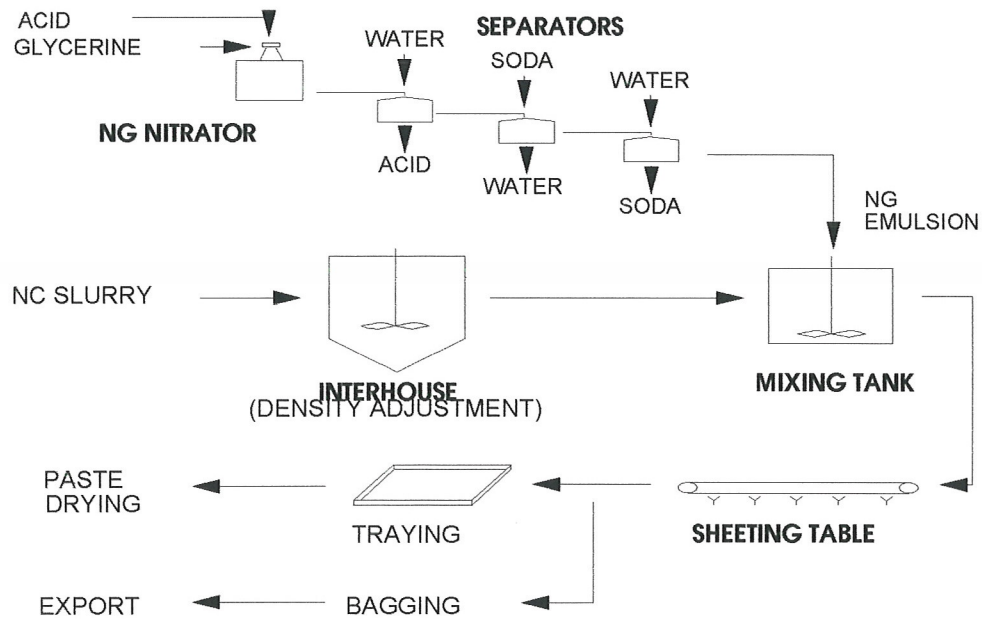 ACID
GLYCERINE
NG NITRATOR
WATER
SEPARATORS
SODA
WATER
ACID
WATER
SODA
NG
EMULSION
NC SLURRY
INTERHOUSE
(DENSITY ADJUSTMENT)
MIXING TANK
PASTE
DRYING
TRAYING
SHEETING TABLE
EXPORT
BAGGING